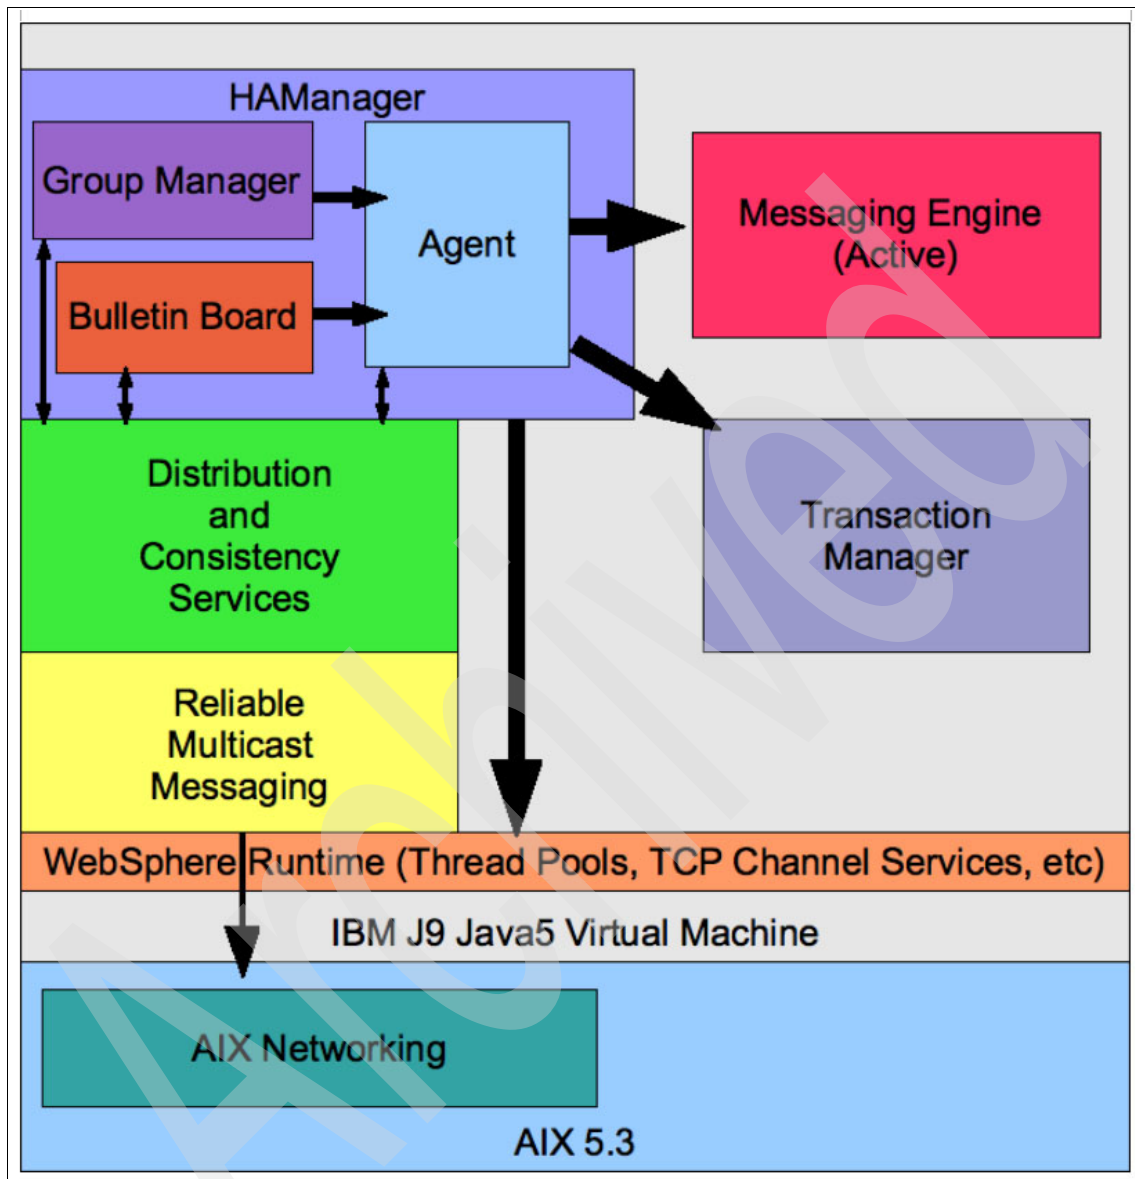 HAManager
Group Manager
Bulletin Board
Agent
Messaging Engine
(Active)
Transaction
Manager
Distribution
and
Consistency
Services
Reliable
Multicast
Messaging
WebSphere Runtime (Thread Pools, TCP Channel Services, etc)
IBM J9 Java5 Virtual Machine
AIX Networking
AIX 5.3
Archived